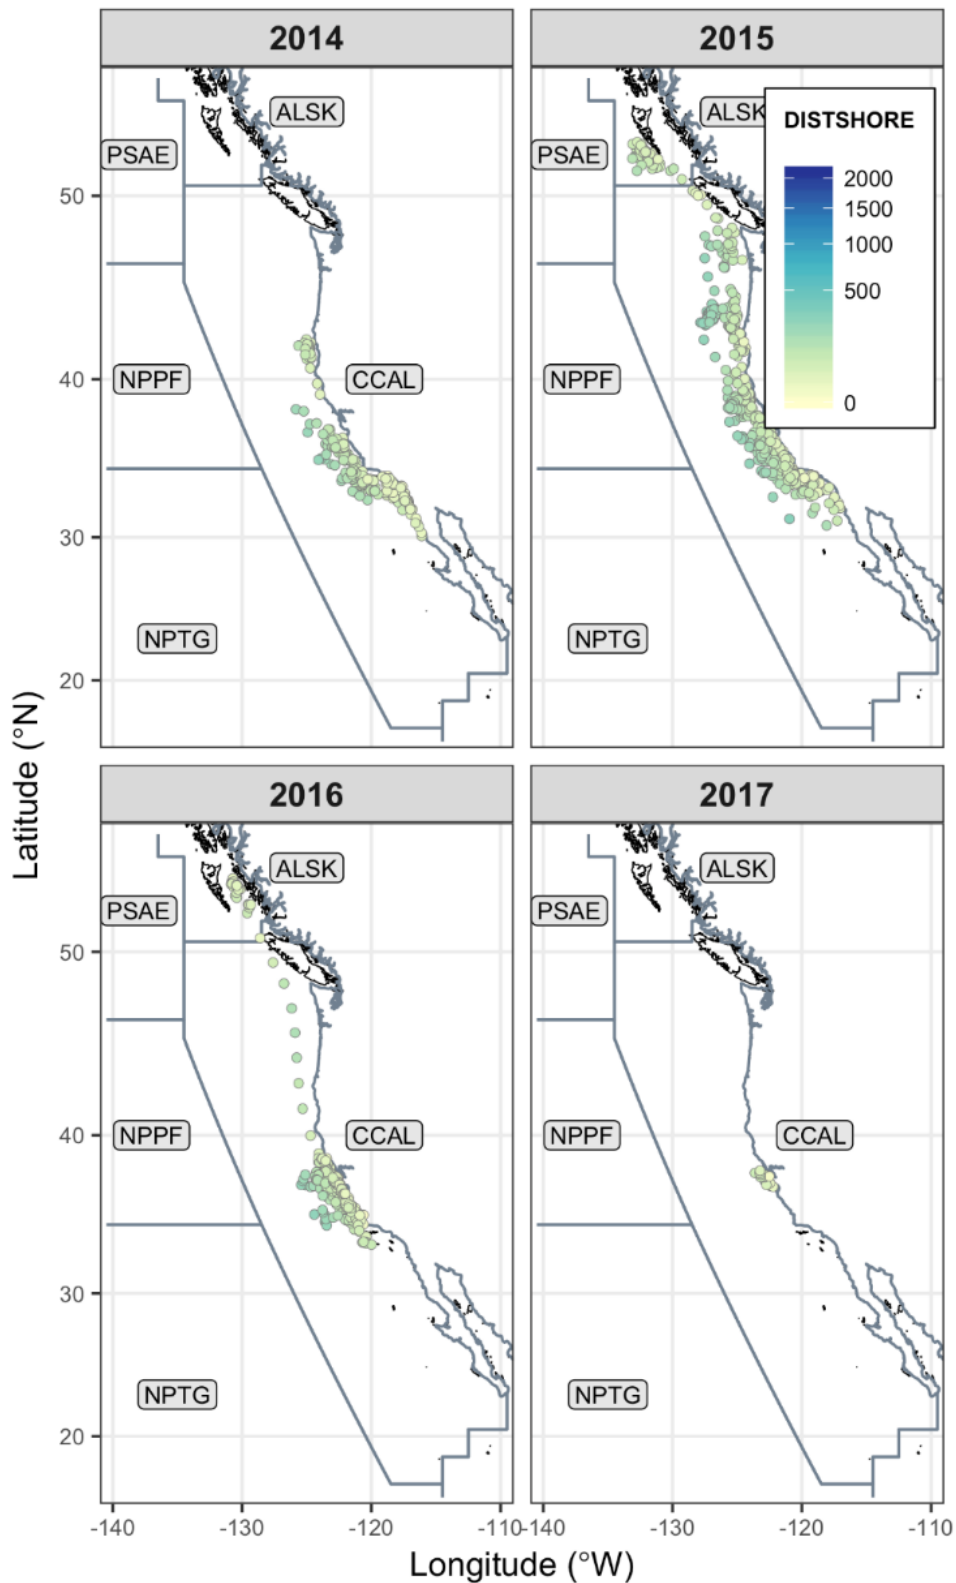 2014
2015
ALSK
ALSK
DISTSHORE
PSAE
PSAE
2000
50
1500
1000
500
40
NPPF
CCAL
NPPF
0
30
NPTG
NPTG
20
Latitude (°N)
2016
2017
ALSK
ALSK
PSAE
PSAE
50
40
NPPF
CCAL
NPPF
CCAL
30
NPTG
NPTG
20
-140
-130
-120
-110
-140
-130
-120
-110
Longitude (°W)